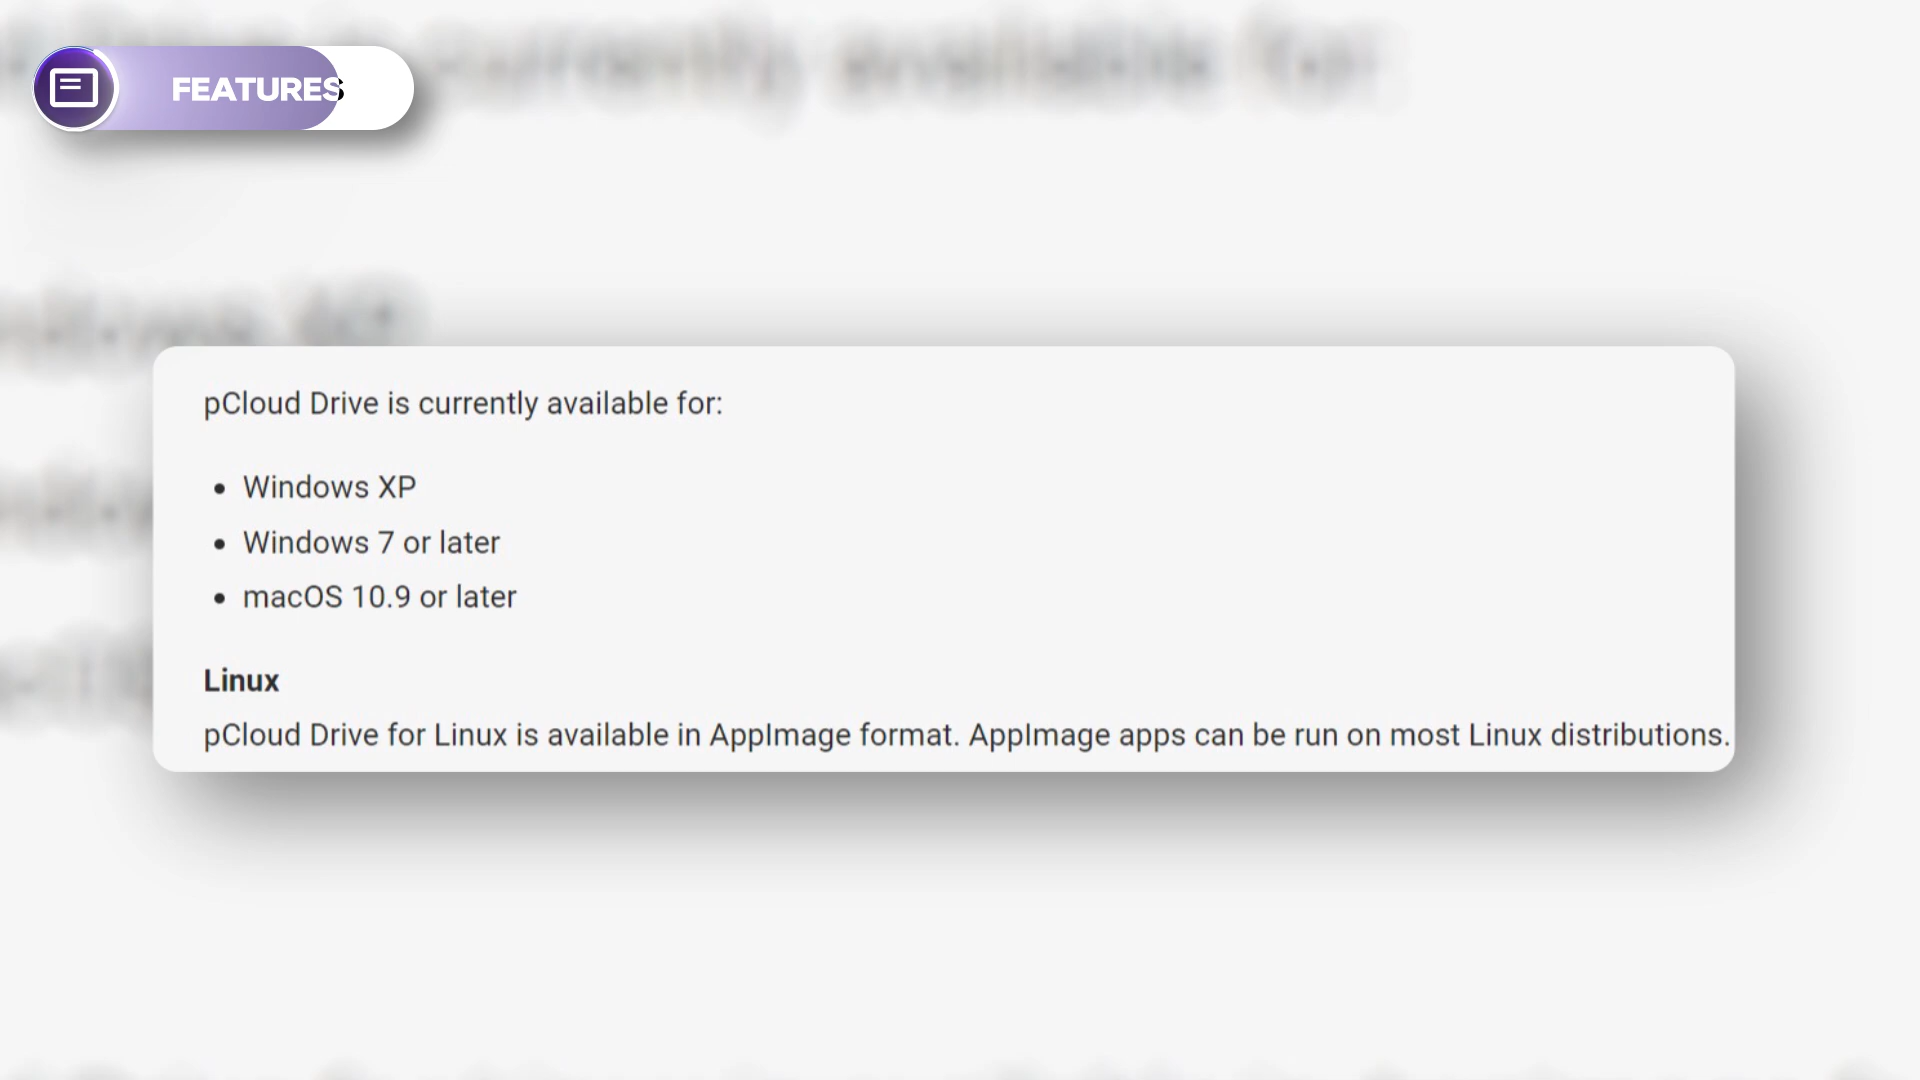 FEATURES
pCloud Drive is currently available for:
• Windows XP
• Windows 7 or later
• macOS 10.9 or later
Linux
pCloud Drive for Linux is available in AppImage format. AppImage apps can be run on most Linux distributions.